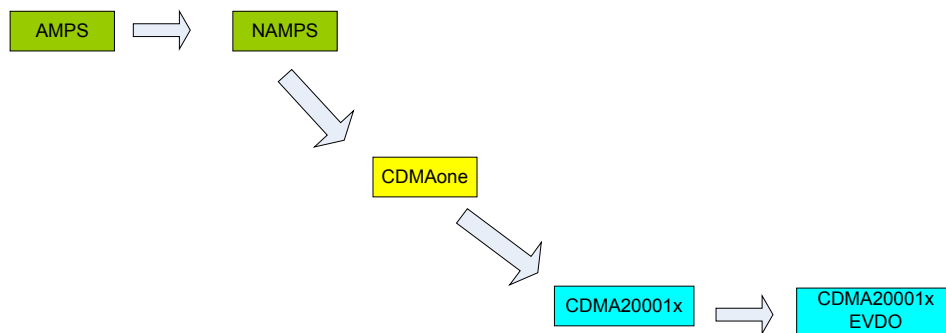 AMPS
NAMPS
CDMAone
CDMA20001x
CDMA20001x
EVDO